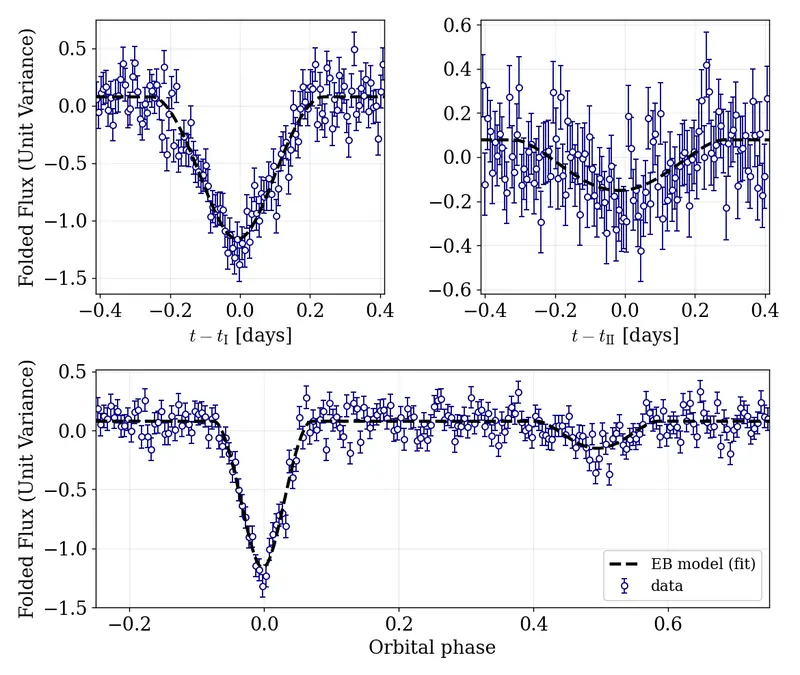 Folded Flux (Unit Variance)
0.5
0.0
−0.5
−1.0
−1.5
−0.4 −0.2 0.0 0.2 0.4
t − tI [days]
0.6
0.4
0.2
0.0
−0.2
−0.4
−0.6
−0.4 −0.2 0.0 0.2 0.4
t − tII [days]
Folded Flux (Unit Variance)
0.5
0.0
−0.5
−1.0
−1.5
−0.2 0.0 0.2 0.4 0.6
Orbital phase
EB model (fit)
data